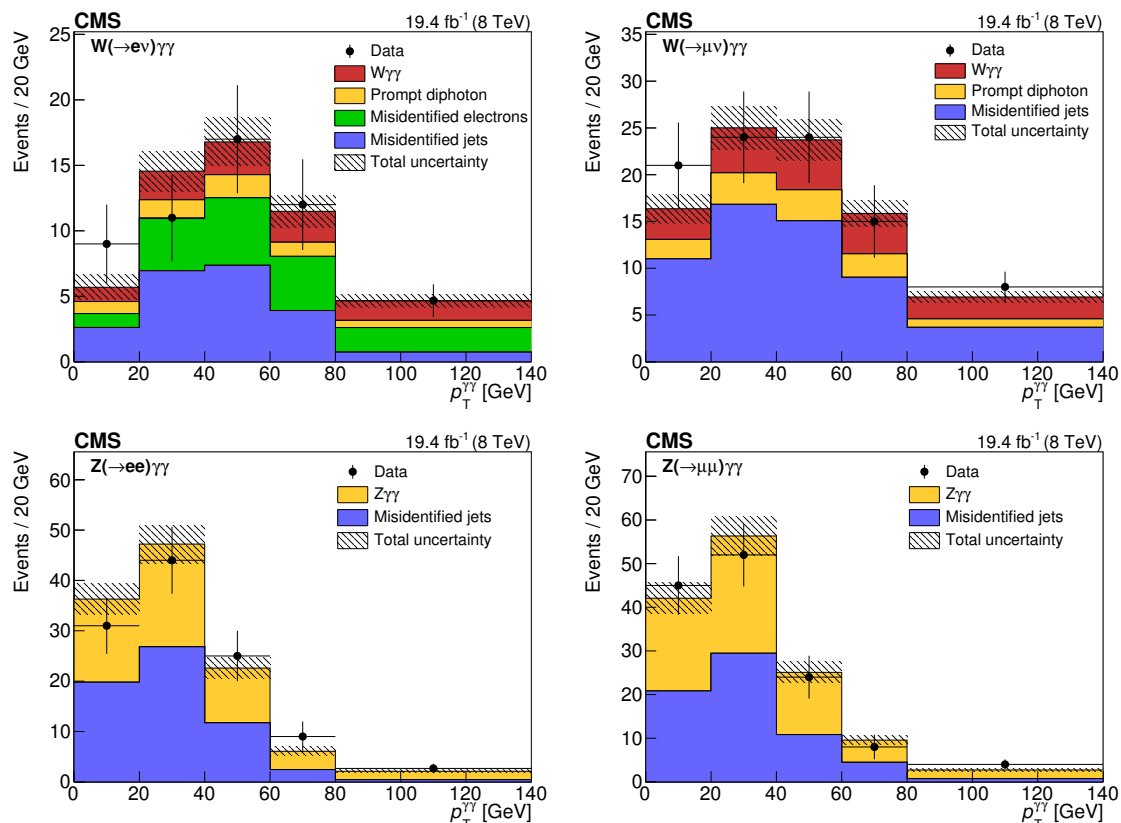 CMS 19.4 fb⁻¹ (8 TeV)
W(→eν)γγ
Data
Wγγ
Prompt diphoton
Misidentified electrons
Misidentified jets
Total uncertainty
Events / 20 GeV
25
20
15
10
5
0
0 20 40 60 80 100 120 140
p_T^γγ [GeV]
CMS 19.4 fb⁻¹ (8 TeV)
W(→μν)γγ
Data
Wγγ
Prompt diphoton
Misidentified jets
Total uncertainty
Events / 20 GeV
35
30
25
20
15
10
5
0
0 20 40 60 80 100 120 140
p_T^γγ [GeV]
CMS 19.4 fb⁻¹ (8 TeV)
Z(→ee)γγ
Data
Zγγ
Misidentified jets
Total uncertainty
Events / 20 GeV
60
50
40
30
20
10
0
0 20 40 60 80 100 120 140
p_T^γγ [GeV]
CMS 19.4 fb⁻¹ (8 TeV)
Z(→μμ)γγ
Data
Zγγ
Misidentified jets
Total uncertainty
Events / 20 GeV
70
60
50
40
30
20
10
0
0 20 40 60 80 100 120 140
p_T^γγ [GeV]